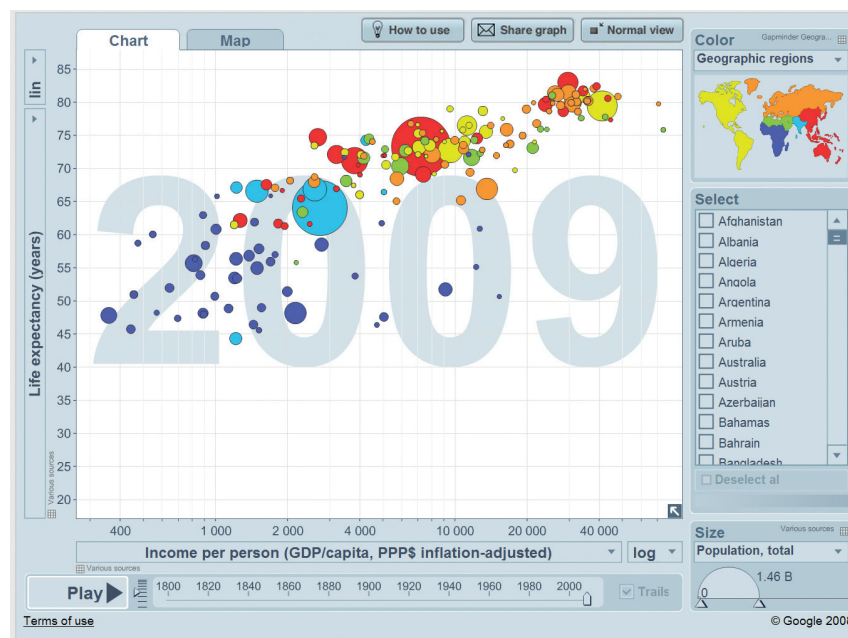 Chart
Map
How to use
Share graph
Normal view
Color
Gapminder Geogra...
Geographic regions
lin
Life expectancy (years)
Various sources
85
80
75
70
65
60
55
50
45
40
35
30
25
20
2009
400
1 000
2 000
4 000
10 000
20 000
40 000
Income per person (GDP/capita, PPP$ inflation-adjusted)
log
Various sources
Select
Afghanistan
Albania
Algeria
Angola
Argentina
Armenia
Aruba
Australia
Austria
Azerbaijan
Bahamas
Bahrain
Bangladesh
Deselect al
Size
Various sources
Population, total
1.46 B
0
Play
1800 1820 1840 1860 1880 1900 1920 1940 1960 1980 2000
Trails
Terms of use
© Google 2008